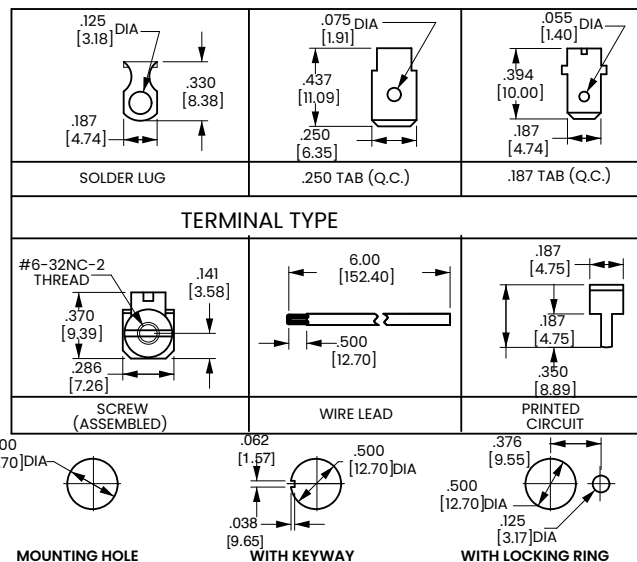 .125
[3.18]
DIA
.330
[8.38]
.187
[4.74]
SOLDER LUG
.075
[1.91]
DIA
.437
[11.09]
.250
[6.35]
.250 TAB (Q.C.)
.055
[1.40]
DIA
.394
[10.00]
.187
[4.74]
.187 TAB (Q.C.)
TERMINAL TYPE
#6-32NC-2
THREAD
.141
[3.58]
.370
[9.39]
.286
[7.26]
SCREW
(ASSEMBLED)
6.00
[152.40]
.500
[12.70]
WIRE LEAD
.187
[4.75]
.187
[4.75]
.350
[8.89]
PRINTED
CIRCUIT
00
70]DIA
MOUNTING HOLE
.062
[1.57]
.500
[12.70]DIA
.038
[9.65]
WITH KEYWAY
.376
[9.55]
.500
[12.70]DIA
.125
[3.17]DIA
WITH LOCKING RING